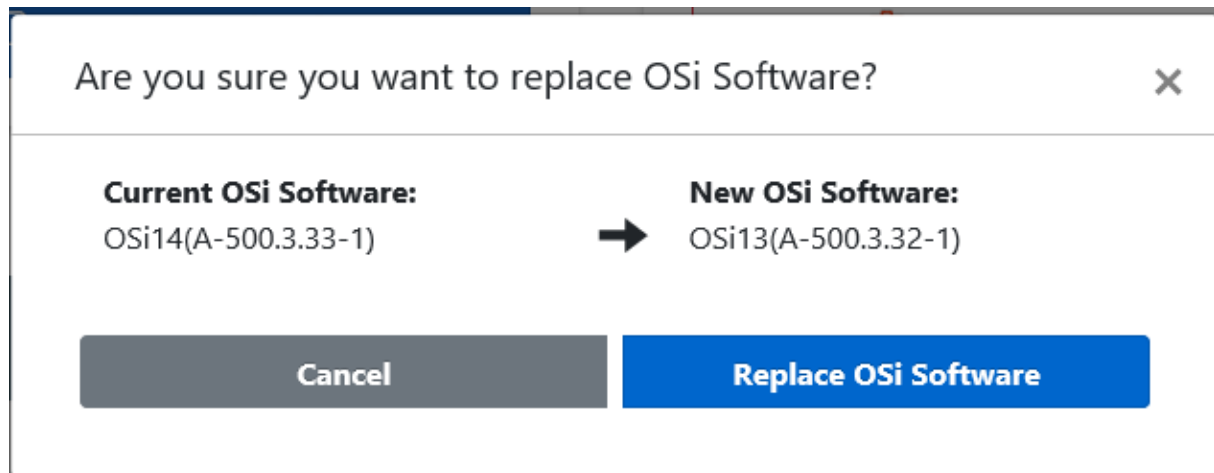 Are you sure you want to replace OSi Software?
Current OSi Software:
OSi14(A-500.3.33-1)
New OSi Software:
OSi13(A-500.3.32-1)
Cancel
Replace OSi Software